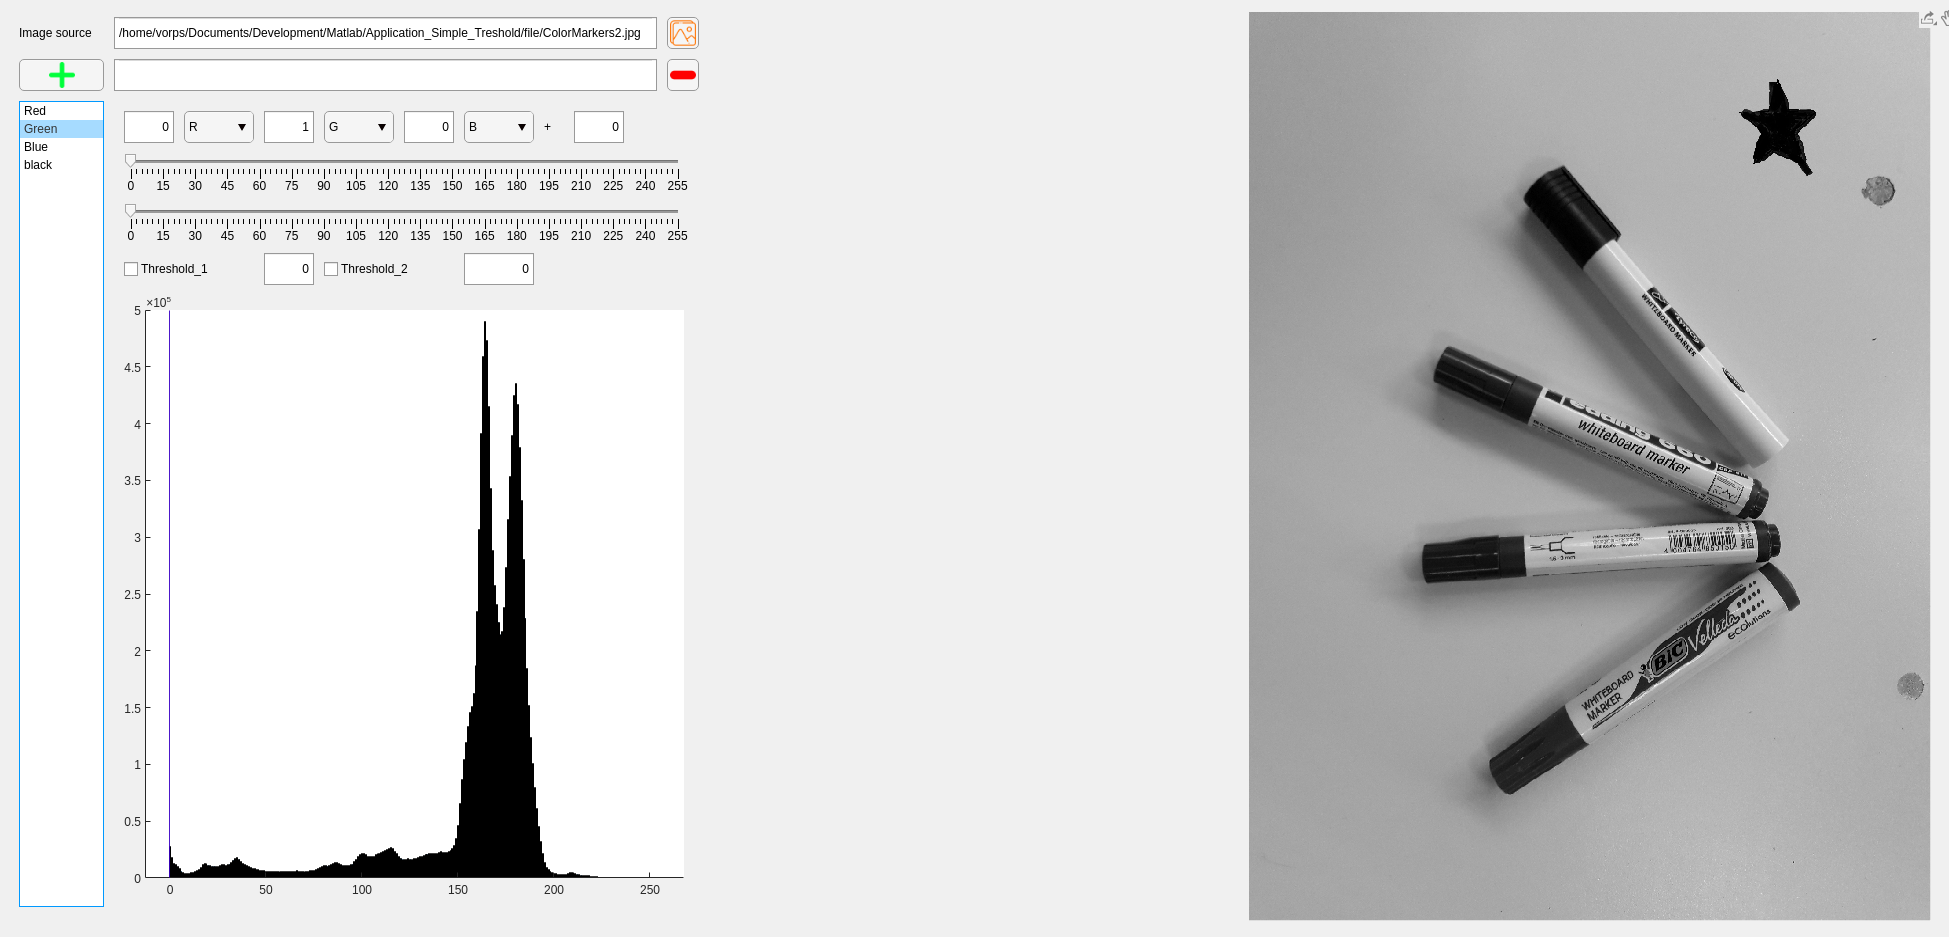 Image source
/home/vorps/Documents/Development/Matlab/Application_Simple_Treshold/file/ColorMarkers2.jpg
Red
Green
Blue
black
0 R 1 G 0 B + 0
0 15 30 45 60 75 90 105 120 135 150 165 180 195 210 225 240 255
0 15 30 45 60 75 90 105 120 135 150 165 180 195 210 225 240 255
Threshold_1 0 Threshold_2 0
×10⁵
5
4.5
4
3.5
3
2.5
2
1.5
1
0.5
0
0 50 100 150 200 250
WHITEBOARD MARKER
whiteboard marker
BIC Velleda
ecolutions
WHITEBOARD
MARKER